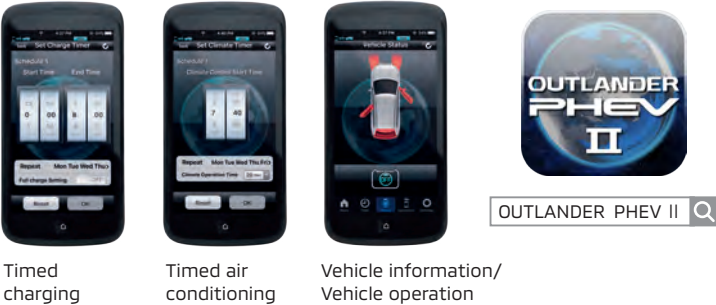 Set Charge Timer
Schedule 1
Start Time End Time
0 00 8 00
Repeat Mon Tue Wed Thu
Full charge Setting
Reset OK
Timed
charging
Set Climate Timer
Climate Control Start Time
7 40
Repeat Mon Tue Wed Thu Fri
Climate Operation Time
Reset OK
Timed air
conditioning
Vehicle Status
OFF
Vehicle information/
Vehicle operation
OUTLANDER
PHEV
II
OUTLANDER PHEV II